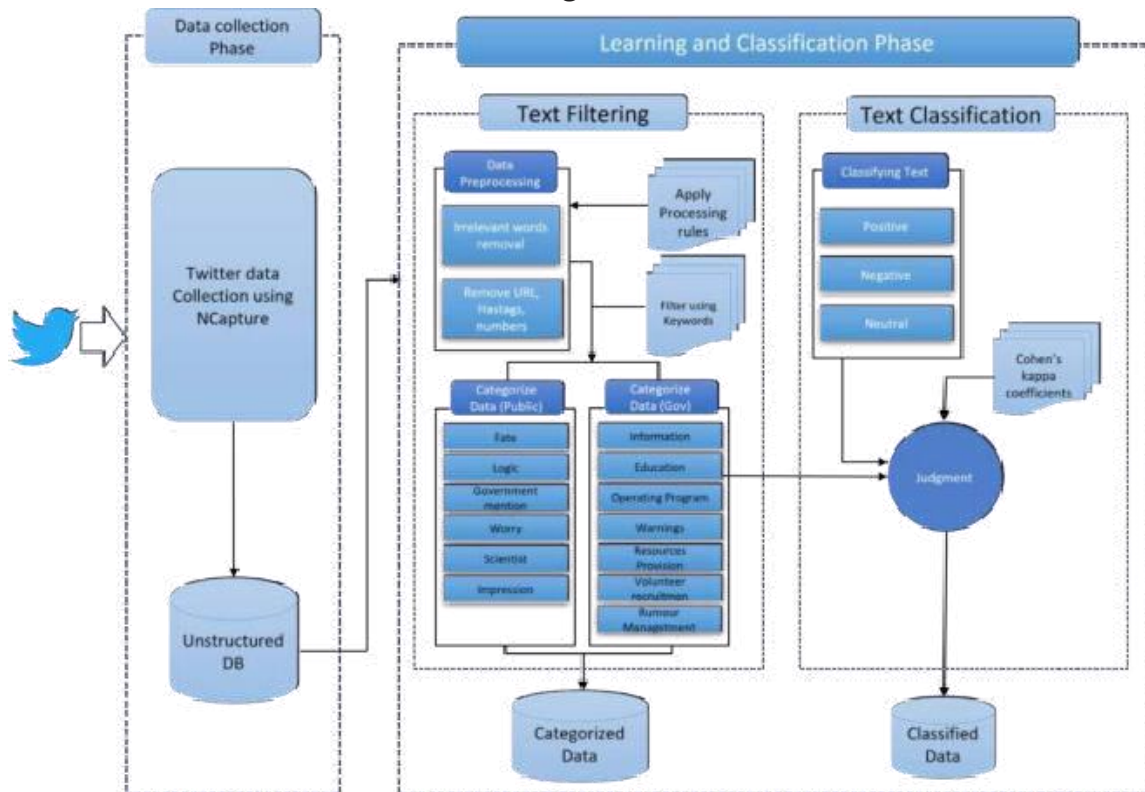 Data collection
Phase
Learning and Classification Phase
Text Filtering
Text Classification
Data
Preprocessing
Irrelevant words
removal
Remove URL,
Hastags,
numbers
Apply
Processing
rules
Filter using
Keywords
Classifying Text
Positive
Negative
Neutral
Cohen's
kappa
coefficients
Twitter data
Collection using
NCapture
Categorize
Data (Public)
Fate
Logic
Government
mention
Worry
Scientist
Impression
Categorize
Data (Gov)
Information
Education
Operating Program
Warnings
Resources
Provision
Volunteer
recruitmen
Rumour
Management
Judgment
Unstructured
DB
Categorized
Data
Classified
Data